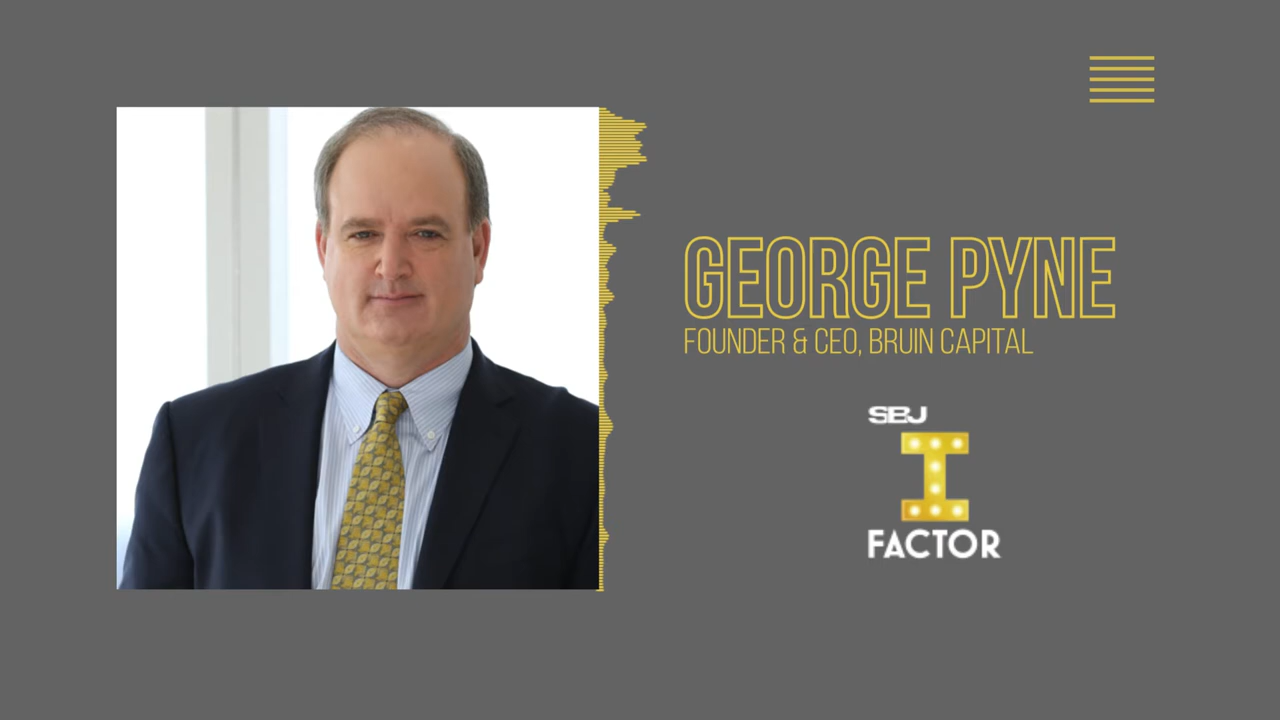 GEORGE PYNE
FOUNDER & CEO, BRUIN CAPITAL
SBJ
I
FACTOR